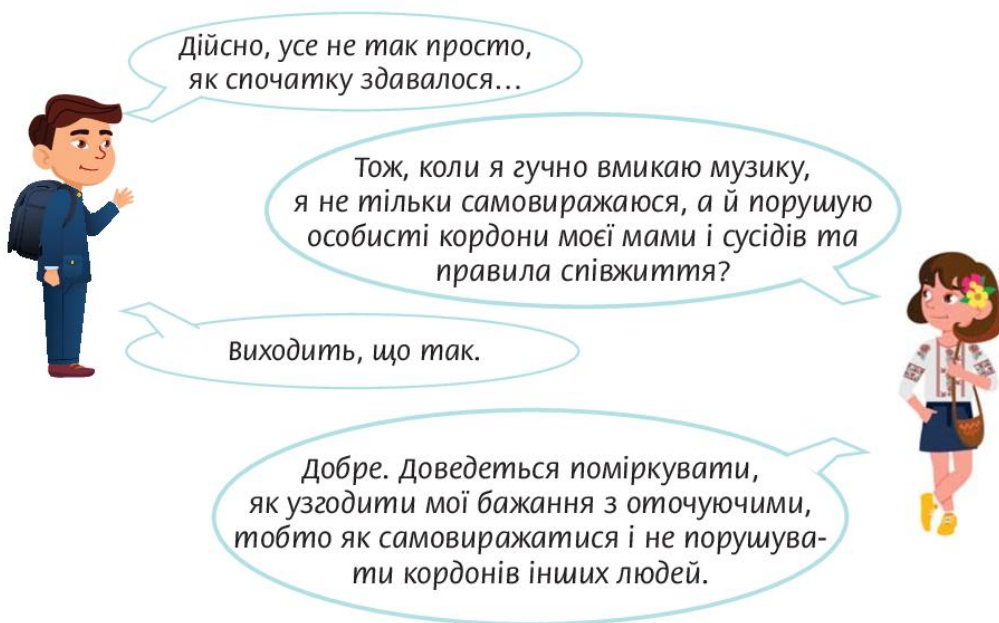 Дійсно, усе не так просто,
як спочатку здавалося...
Тож, коли я гучно вмикаю музику,
я не тільки самовиражаюся, а й порушую
особисті кордони моєї мами і сусідів та
правила співжиття?
Виходить, що так.
Добре. Доведеться поміркувати,
як узгодити мої бажання з оточуючими,
тобто як самовиражатися і не порушува-
ти кордонів інших людей.